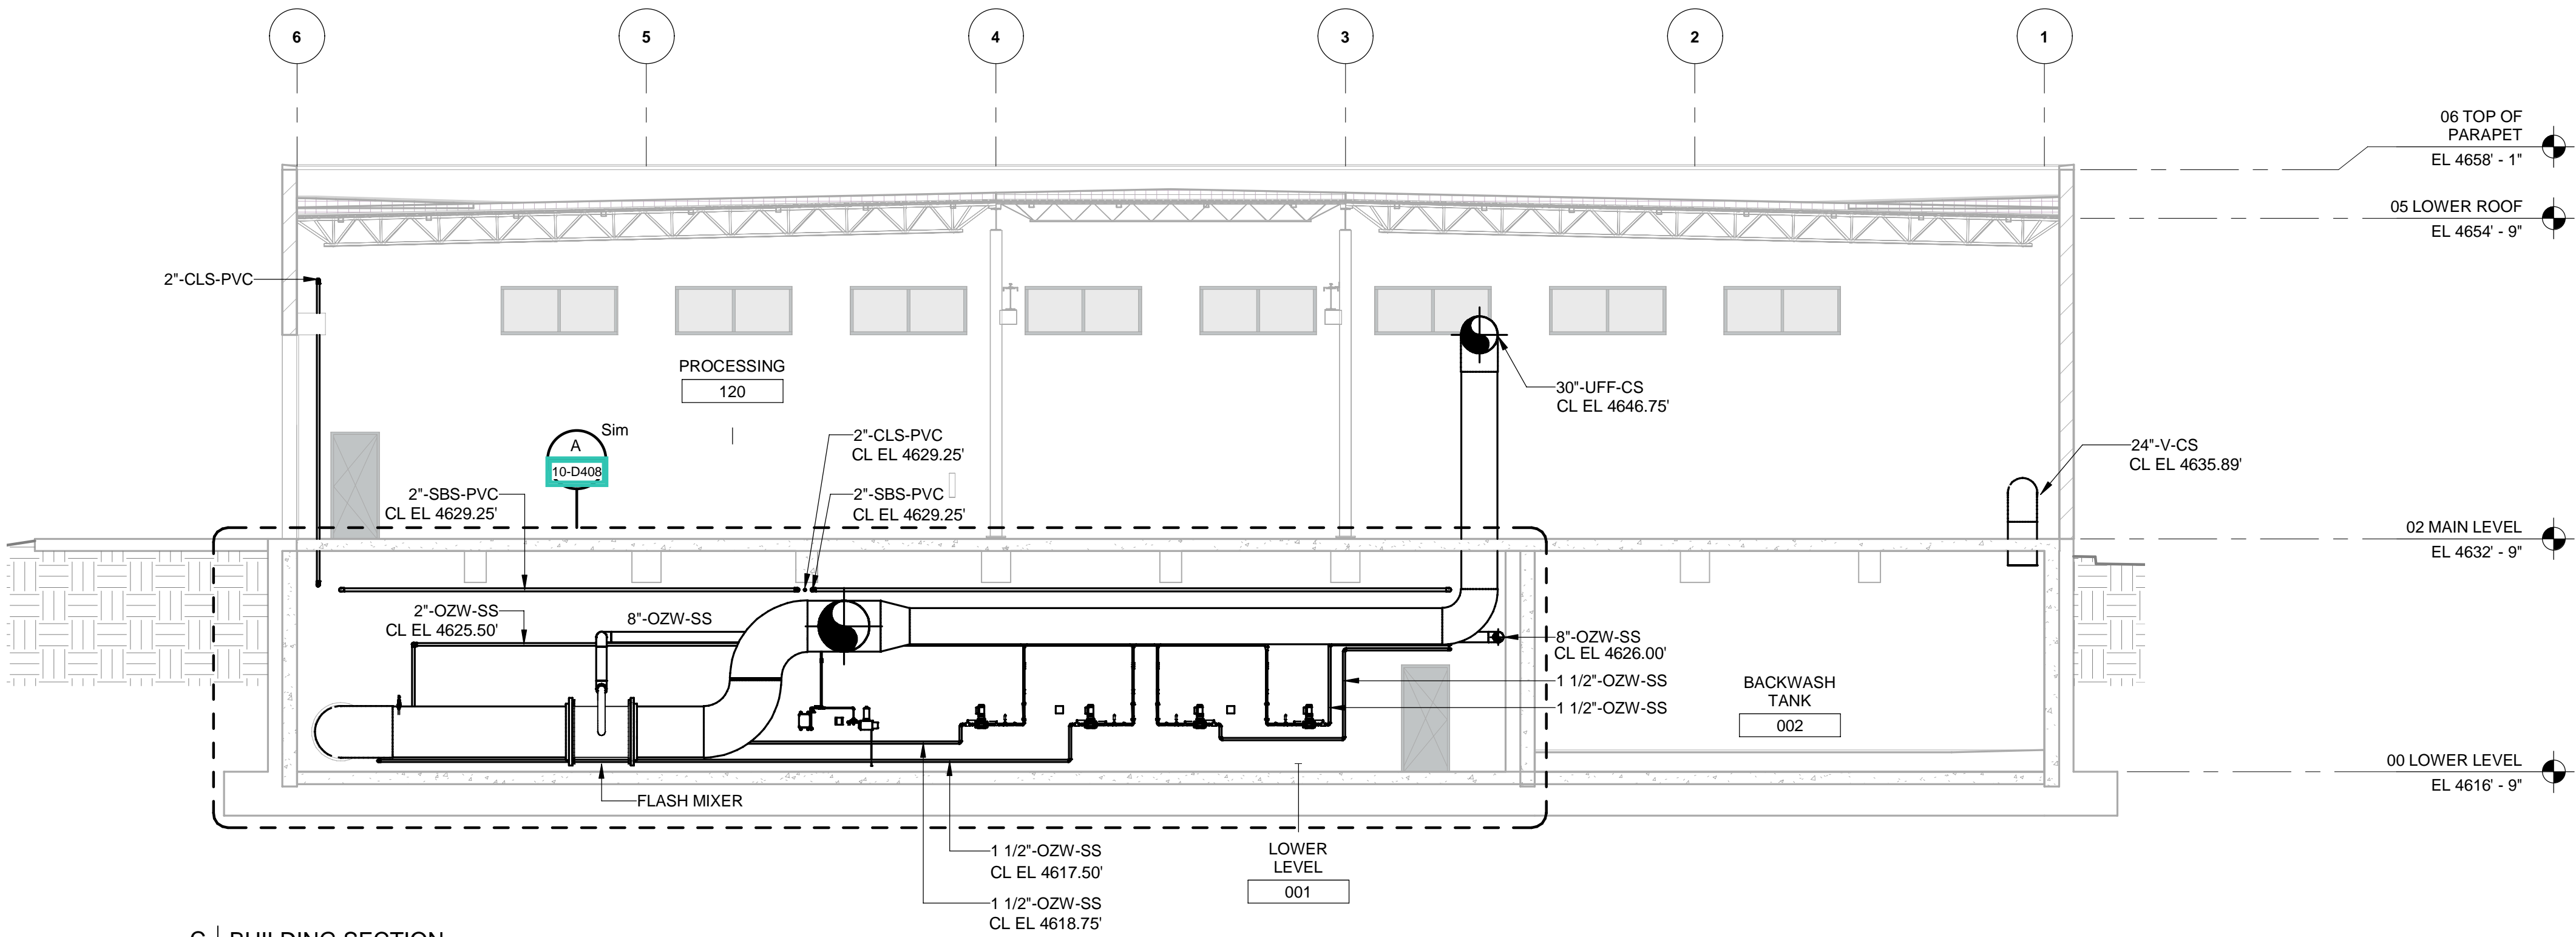 6
5
4
3
2
1
06 TOP OF
PARAPET
EL 4658' - 1"
05 LOWER ROOF
EL 4654' - 9"
2"-CLS-PVC
PROCESSING
120
30"-UFF-CS
CL EL 4646.75'
A
Sim
10-D408
2"-CLS-PVC
CL EL 4629.25'
24"-V-CS
CL EL 4635.89'
2"-SBS-PVC
CL EL 4629.25'
2"-SBS-PVC
CL EL 4629.25'
02 MAIN LEVEL
EL 4632' - 9"
2"-OZW-SS
CL EL 4625.50'
8"-OZW-SS
8"-OZW-SS
CL EL 4626.00'
1 1/2"-OZW-SS
1 1/2"-OZW-SS
BACKWASH
TANK
002
00 LOWER LEVEL
EL 4616' - 9"
FLASH MIXER
1 1/2"-OZW-SS
CL EL 4617.50'
LOWER
LEVEL
001
1 1/2"-OZW-SS
CL EL 4618.75'
BUILDING SECTION